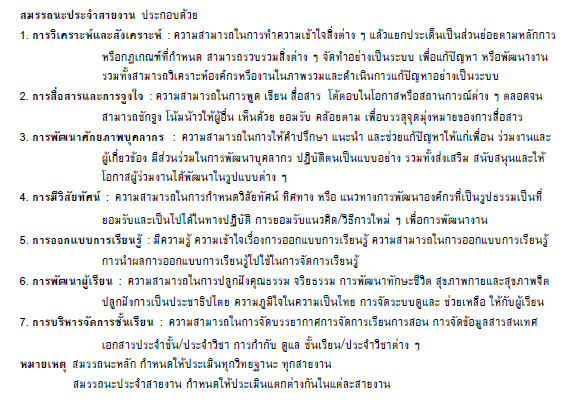 สมรรถนะประจำสายงาน ประกอบด้วย
1. การวิเคราะห์และสังเคราะห์ : ความสามารถในการทำความเข้าใจสิ่งต่าง ๆ แล้วแยกประเด็นเป็นส่วนย่อยตามหลักการ
หรือกฎเกณฑ์ที่กำหนด สามารถรวบรวมสิ่งต่าง ๆ จัดทำอย่างเป็นระบบ เพื่อแก้ปัญหา หรือพัฒนางาน
รวมทั้งสามารถวิเคราะห์องค์กรหรืองานในภาพรวมและดำเนินการแก้ปัญหาอย่างเป็นระบบ
2. การสื่อสารและการจูงใจ : ความสามารถในการพูด เขียน สื่อสาร โต้ตอบในโอกาสหรือสถานการณ์ต่าง ๆ ตลอดจน
สามารถชักจูง โน้มน้าวให้ผู้อื่น เห็นด้วย ยอมรับ คล้อยตาม เพื่อบรรลุจุดมุ่งหมายของการสื่อสาร
3. การพัฒนาศักยภาพบุคลากร : ความสามารถในการให้คำปรึกษา แนะนำ และช่วยแก้ปัญหาให้แก่เพื่อน ร่วมงานและ
ผู้เกี่ยวข้อง มีส่วนร่วมในการพัฒนาบุคลากร ปฏิบัติตนเป็นแบบอย่าง รวมทั้งส่งเสริม สนับสนุนและให้
โอกาสผู้ร่วมงานได้พัฒนาในรูปแบบต่าง ๆ
4. การมีวิสัยทัศน์ : ความสามารถในการกำหนดวิสัยทัศน์ ทิศทาง หรือ แนวทางการพัฒนาองค์กรที่เป็นรูปธรรมเป็นที่
ยอมรับและเป็นไปได้ในทางปฏิบัติ การยอมรับแนวคิด/วิธีการใหม่ ๆ เพื่อการพัฒนางาน
5. การออกแบบการเรียนรู้ : มีความรู้ ความเข้าใจเรื่องการออกแบบการเรียนรู้ ความสามารถในการออกแบบการเรียนรู้
การนำผลการออกแบบการเรียนรู้ไปใช้ในการจัดการเรียนรู้
6. การพัฒนาผู้เรียน : ความสามารถในการปลูกฝังคุณธรรม จริยธรรม การพัฒนาทักษะชีวิต สุขภาพกายและสุขภาพจิต
ปลูกฝังการเป็นประชาธิปไตย ความภูมิใจในความเป็นไทย การจัดระบบดูแล ช่วยเหลือ ให้กับผู้เรียน
7. การบริหารจัดการชั้นเรียน : ความสามารถในการจัดบรรยากาศการจัดการเรียนการสอน การจัดข้อมูลสารสนเทศ
เอกสารประจำชั้น/ประจำวิชา การกำกับ ดูแล ชั้นเรียน/ประจำวิชาต่าง ๆ
หมายเหตุ สมรรถนะหลัก กำหนดให้ประเมินทุกวิทยฐานะ ทุกสายงาน
สมรรถนะประจำสายงาน กำหนดให้ประเมินแตกต่างกันในแต่ละสายงาน